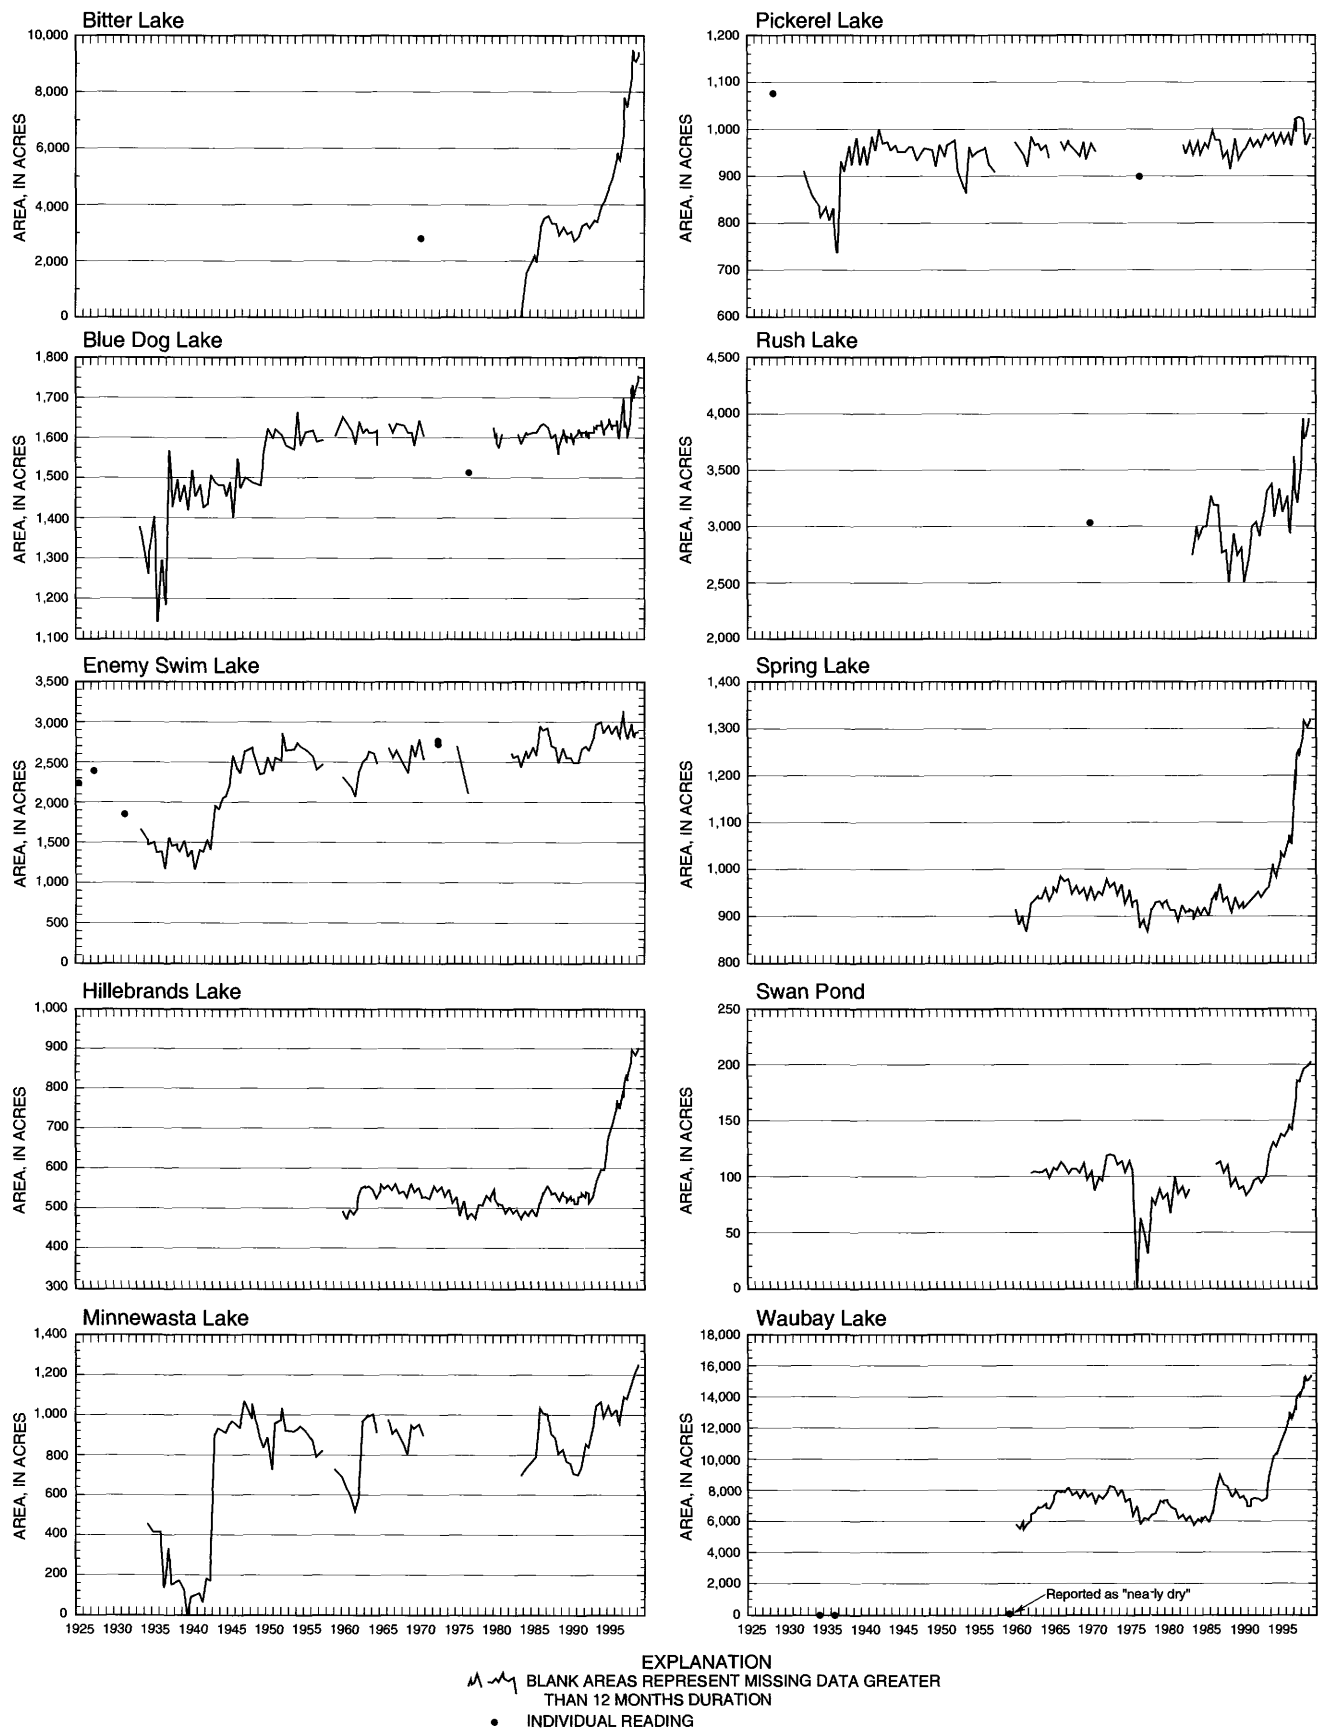 Bitter Lake
10,000
8,000
6,000
4,000
2,000
0
AREA, IN ACRES
Blue Dog Lake
1,800
1,700
1,600
1,500
1,400
1,300
1,200
1,100
AREA, IN ACRES
Enemy Swim Lake
3,500
3,000
2,500
2,000
1,500
1,000
500
0
AREA, IN ACRES
Hillebrands Lake
1,000
900
800
700
600
500
400
300
AREA, IN ACRES
Minnewasta Lake
1,400
1,200
1,000
800
600
400
200
0
AREA, IN ACRES
1925 1930 1935 1940 1945 1950 1955 1960 1965 1970 1975 1980 1985 1990 1995
Pickerel Lake
1,200
1,100
1,000
900
800
700
600
AREA, IN ACRES
Rush Lake
4,500
4,000
3,500
3,000
2,500
2,000
AREA, IN ACRES
Spring Lake
1,400
1,300
1,200
1,100
1,000
900
800
AREA, IN ACRES
Swan Pond
250
200
150
100
50
0
AREA, IN ACRES
Waubay Lake
18,000
16,000
14,000
12,000
10,000
8,000
6,000
4,000
2,000
0
AREA, IN ACRES
Reported as "nearly dry"
1925 1930 1935 1940 1945 1950 1955 1960 1965 1970 1975 1980 1985 1990 1995
EXPLANATION
BLANK AREAS REPRESENT MISSING DATA GREATER
THAN 12 MONTHS DURATION
INDIVIDUAL READING